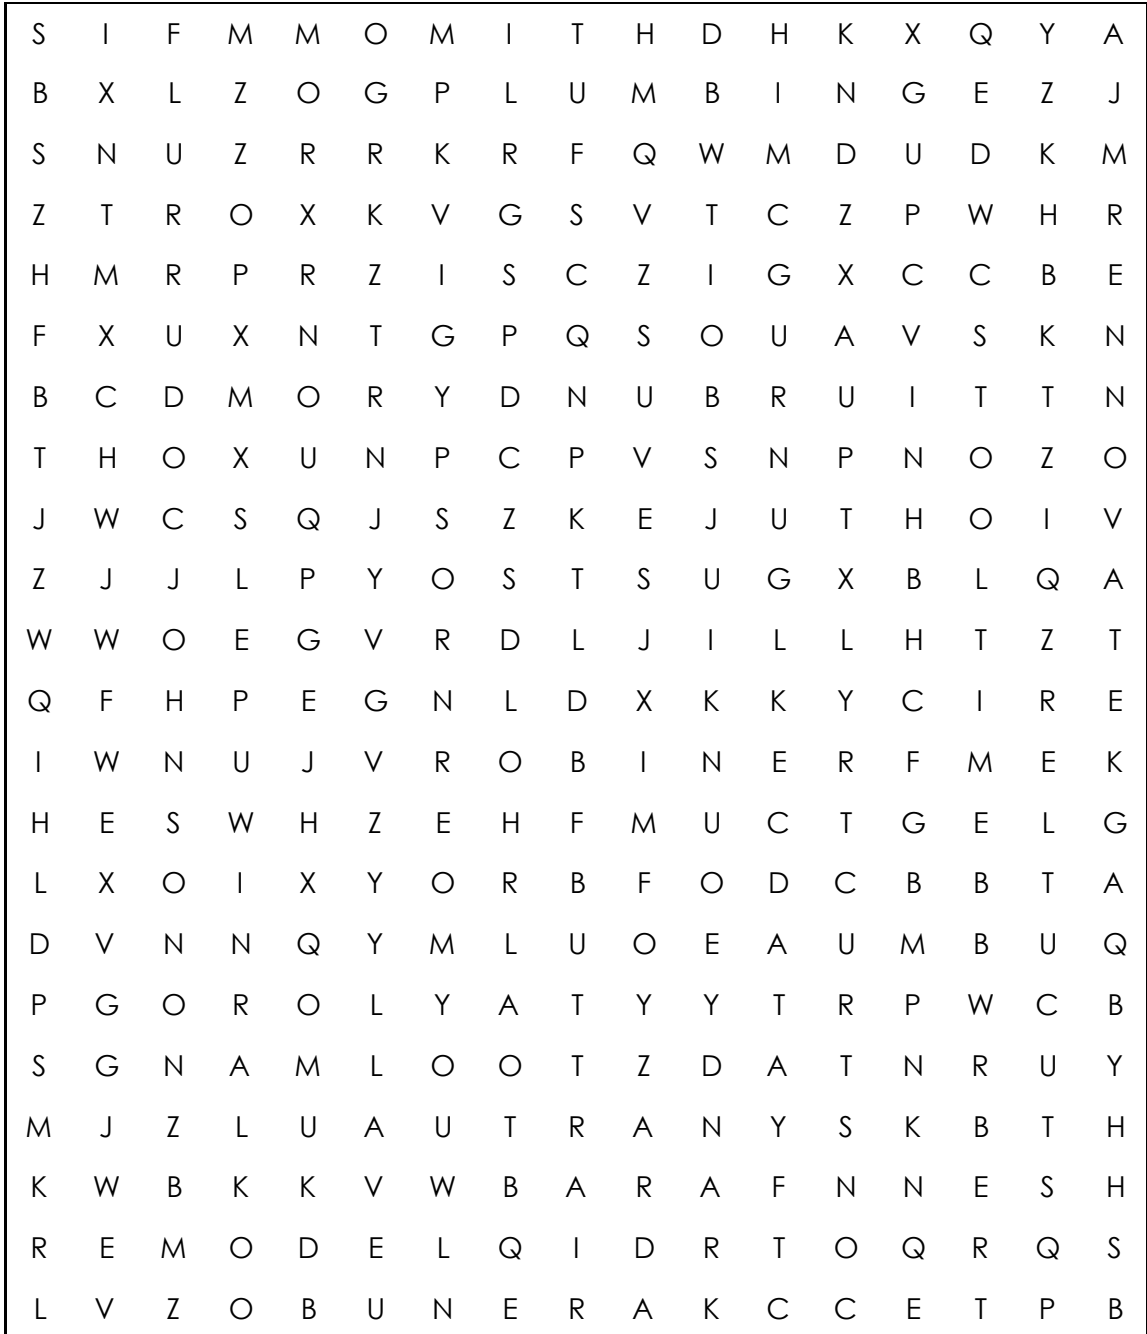 S I F M M O M I T H D H K X Q Y A
B X L Z O G P L U M B I N G E Z J
S N U Z R R K R F Q W M D U D K M
Z T R O X K V G S V T C Z P W H R
H M R P R Z I S C Z I G X C C B E
F X U X N T G P Q S O U A V S K N
B C D M O R Y D N U B R U I T T N
T H O X U N P C P V S N P N O Z O
J W C S Q J S Z K E J U T H O I V
Z J J L P Y O S T S U G X B L Q A
W W O E G V R D L J I L L H T Z T
Q F H P E G N L D X K K Y C I R E
I W N U J V R O B I N E R F M E K
H E S W H Z E H F M U C T G E L G
L X O I X Y O R B F O D C B B T A
D V N N Q Y M L U O E A U M B U Q
P G O R O L Y A T Y Y T R P W C B
S G N A M L O O T Z D A T N R U Y
M J Z L U A U T R A N Y S K B T H
K W B K K V W B A R A F N N E S H
R E M O D E L Q I D R T O Q R Q S
L V Z O B U N E R A K C C E T P B